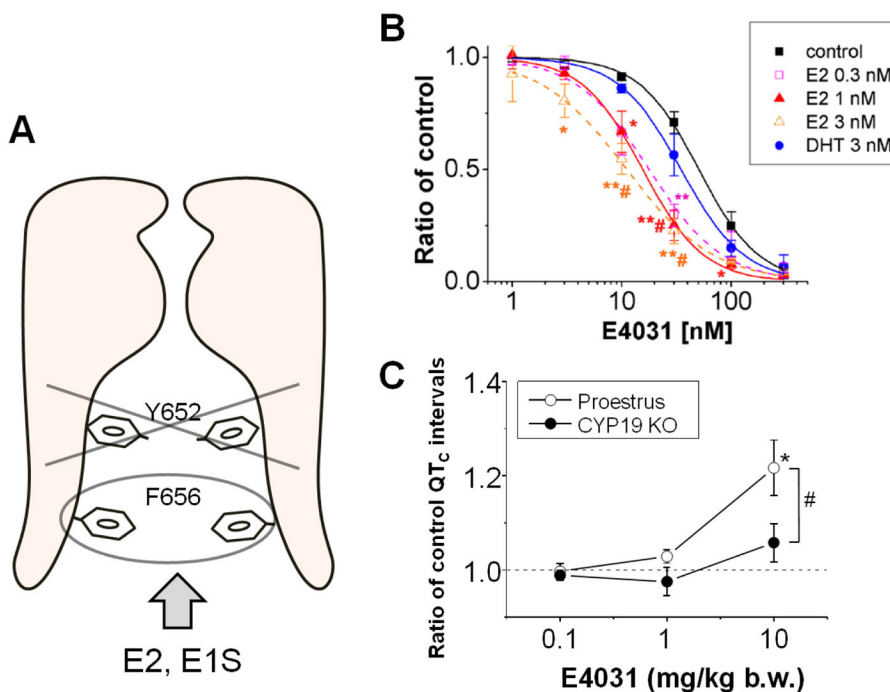 A
Y652
F656
E2, E1S
B
Ratio of control
1.0
0.5
0.0
1
10
100
E4031 [nM]
*
*
**#
**
**#
**#
*
control
E2 0.3 nM
E2 1 nM
E2 3 nM
DHT 3 nM
C
Ratio of control QTC intervals
1.4
1.2
1.0
Proestrus
CYP19 KO
*
#
0.1
1
10
E4031 (mg/kg b.w.)